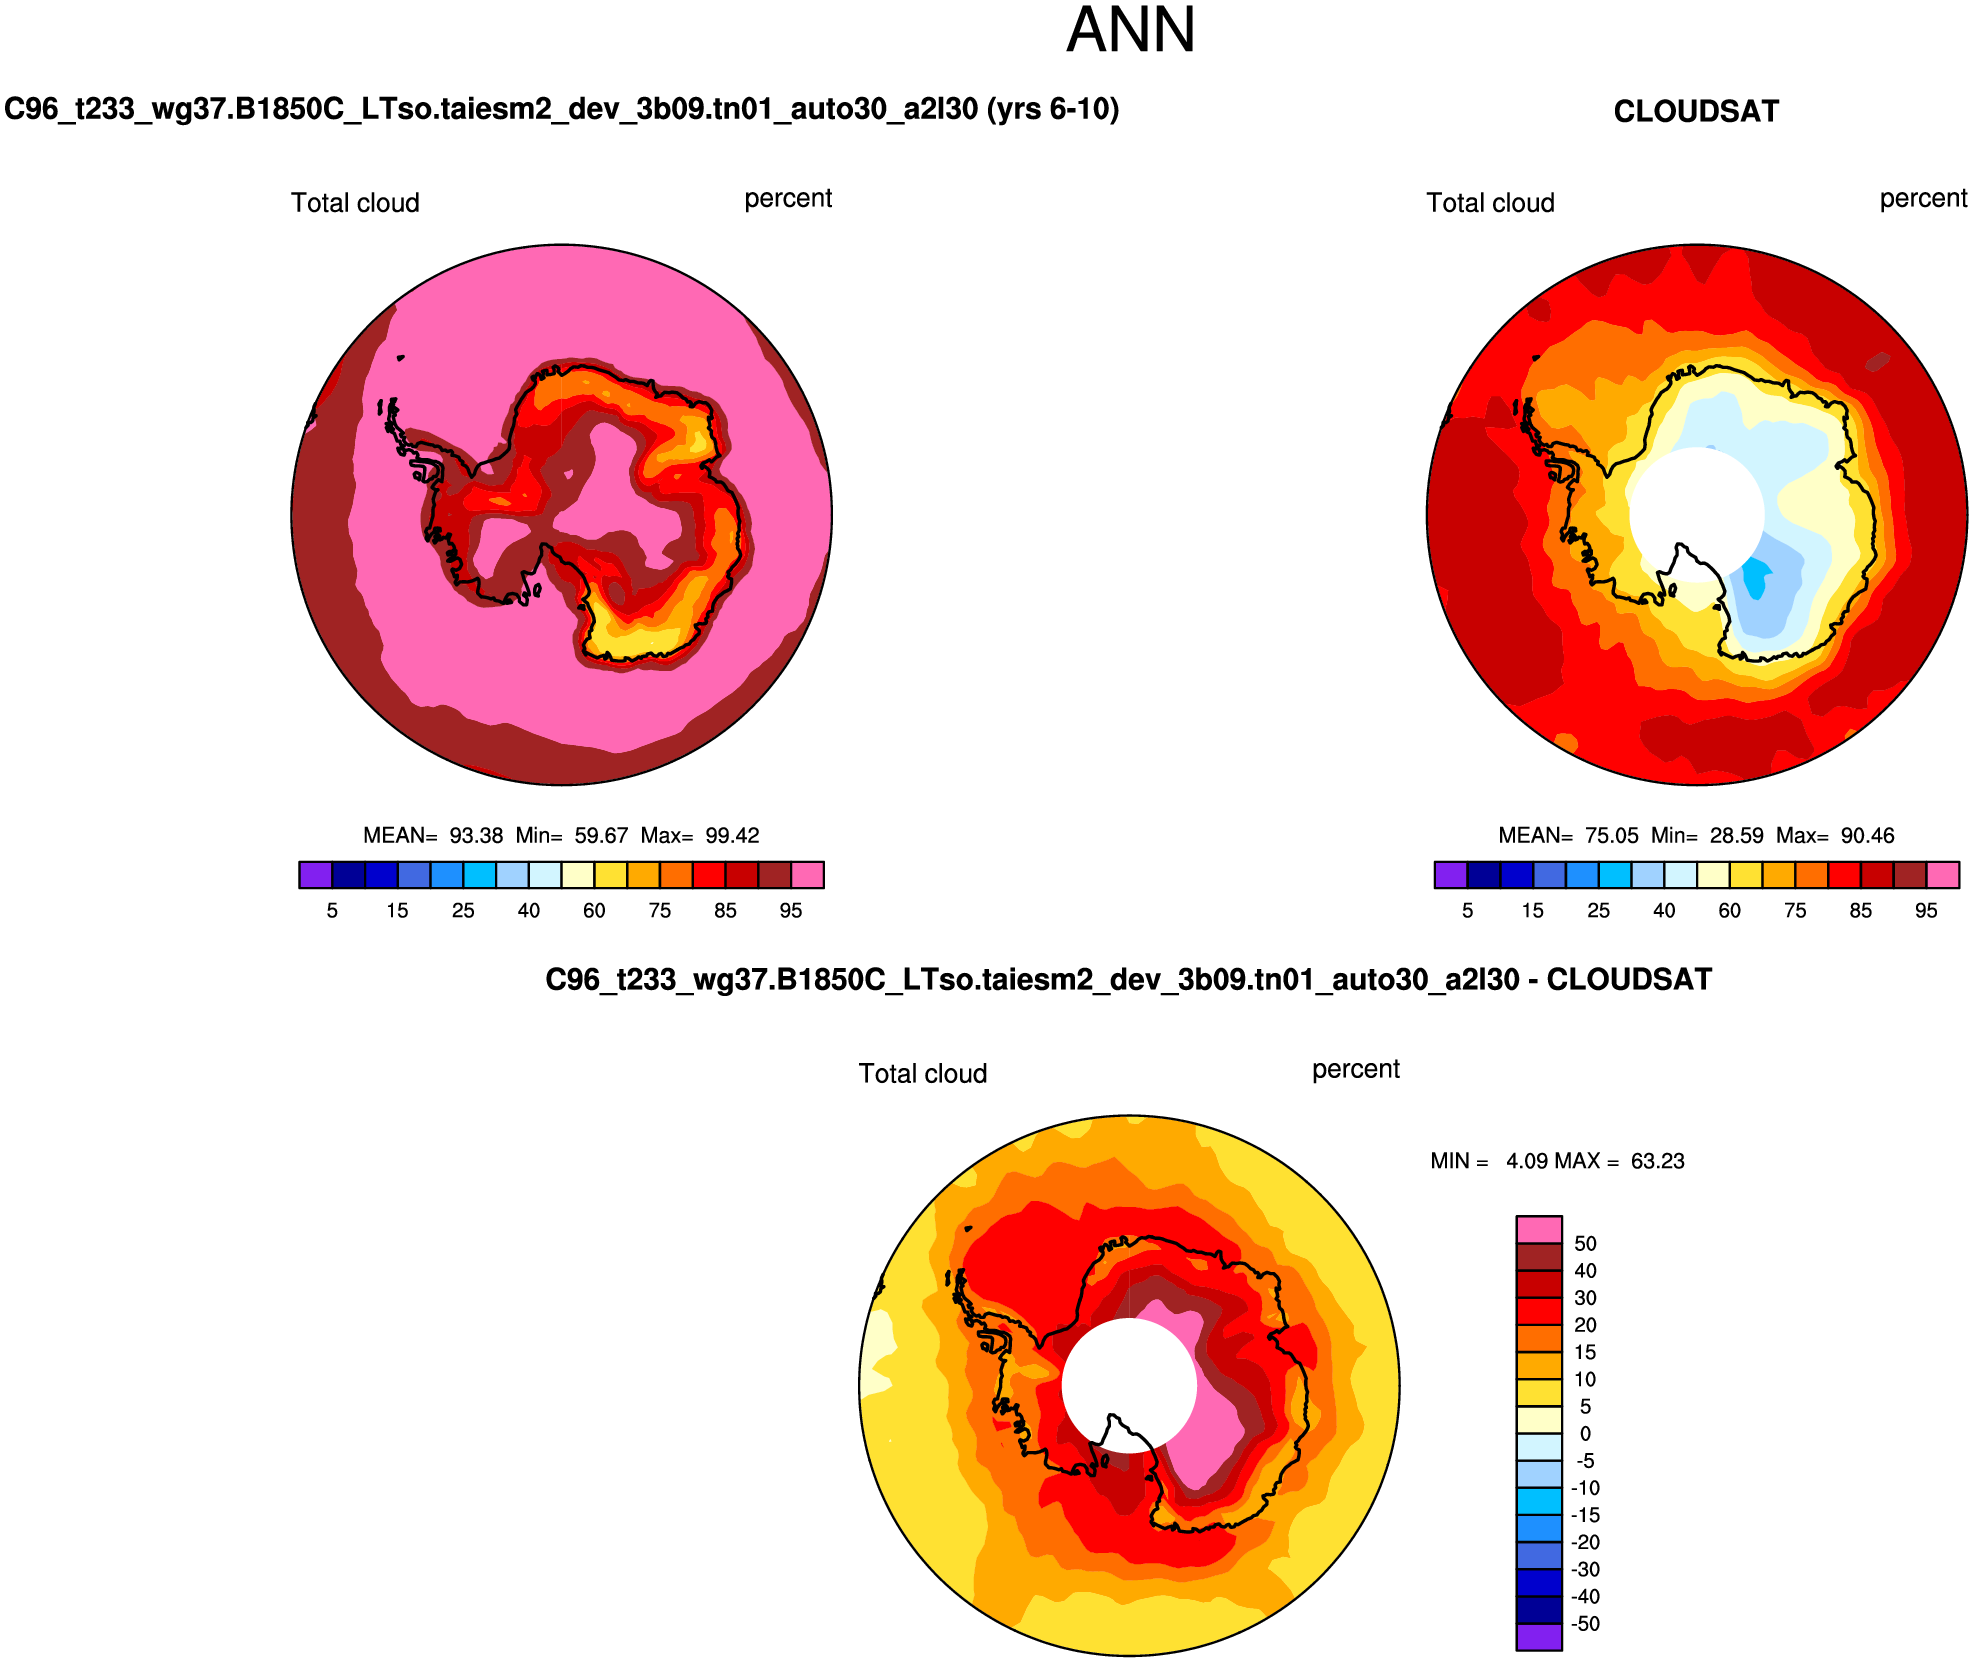 ANN
C96_t233_wg37.B1850C_LTso.taiesm2_dev_3b09.tn01_auto30_a2l30 (yrs 6-10)
CLOUDSAT
Total cloud percent
Total cloud percent
MEAN= 93.38 Min= 59.67 Max= 99.42
MEAN= 75.05 Min= 28.59 Max= 90.46
5 15 25 40 60 75 85 95
5 15 25 40 60 75 85 95
C96_t233_wg37.B1850C_LTso.taiesm2_dev_3b09.tn01_auto30_a2l30 - CLOUDSAT
Total cloud percent
MIN = 4.09 MAX = 63.23
50
40
30
20
15
10
5
0
-5
-10
-15
-20
-30
-40
-50